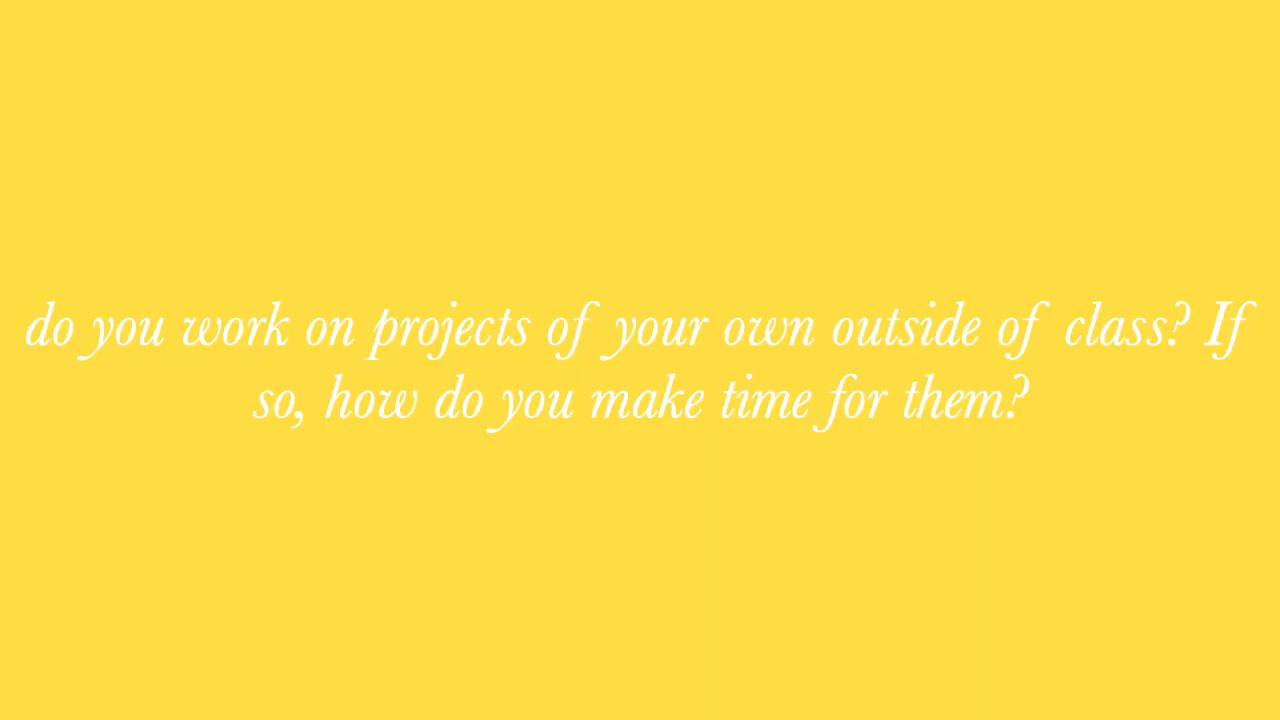 do you work on projects of your own outside of class? If
so, how do you make time for them?